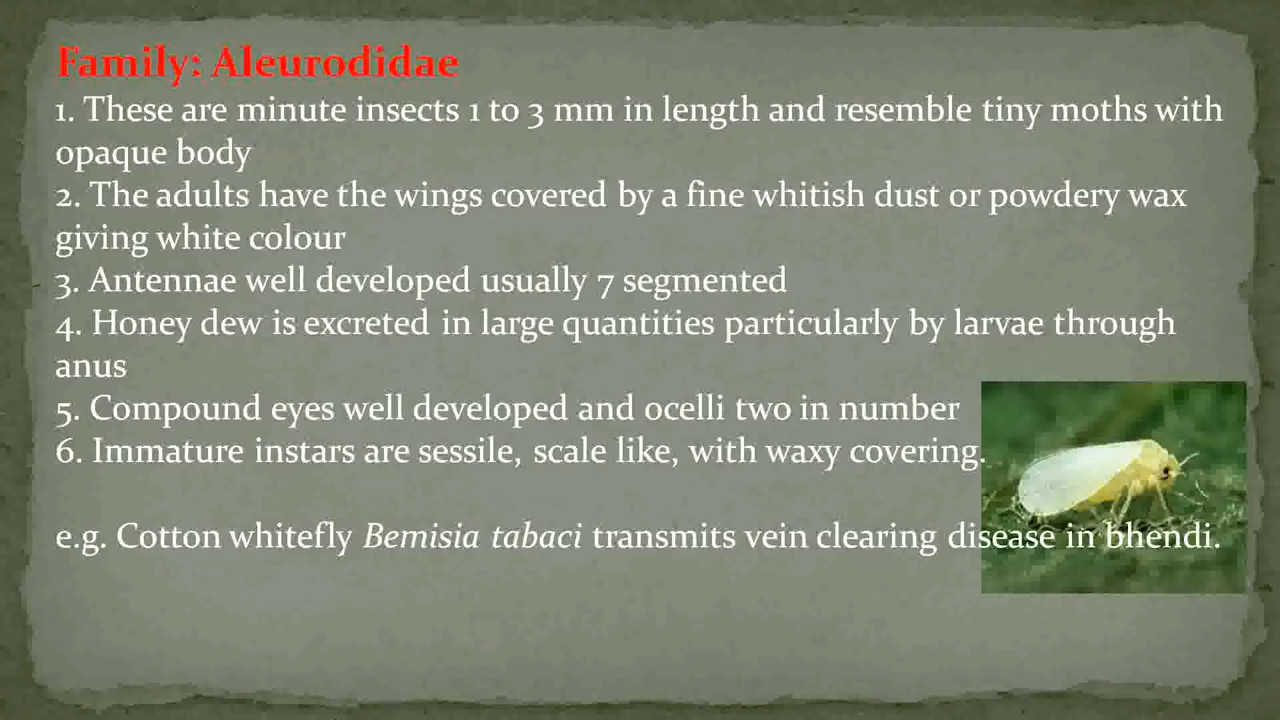 Family: Aleurodidae
1. These are minute insects 1 to 3 mm in length and resemble tiny moths with
opaque body
2. The adults have the wings covered by a fine whitish dust or powdery wax
giving white colour
3. Antennae well developed usually 7 segmented
4. Honey dew is excreted in large quantities particularly by larvae through
anus
5. Compound eyes well developed and ocelli two in number
6. Immature instars are sessile, scale like, with waxy covering.
e.g. Cotton whitefly Bemisia tabaci transmits vein clearing disease in bhendi.